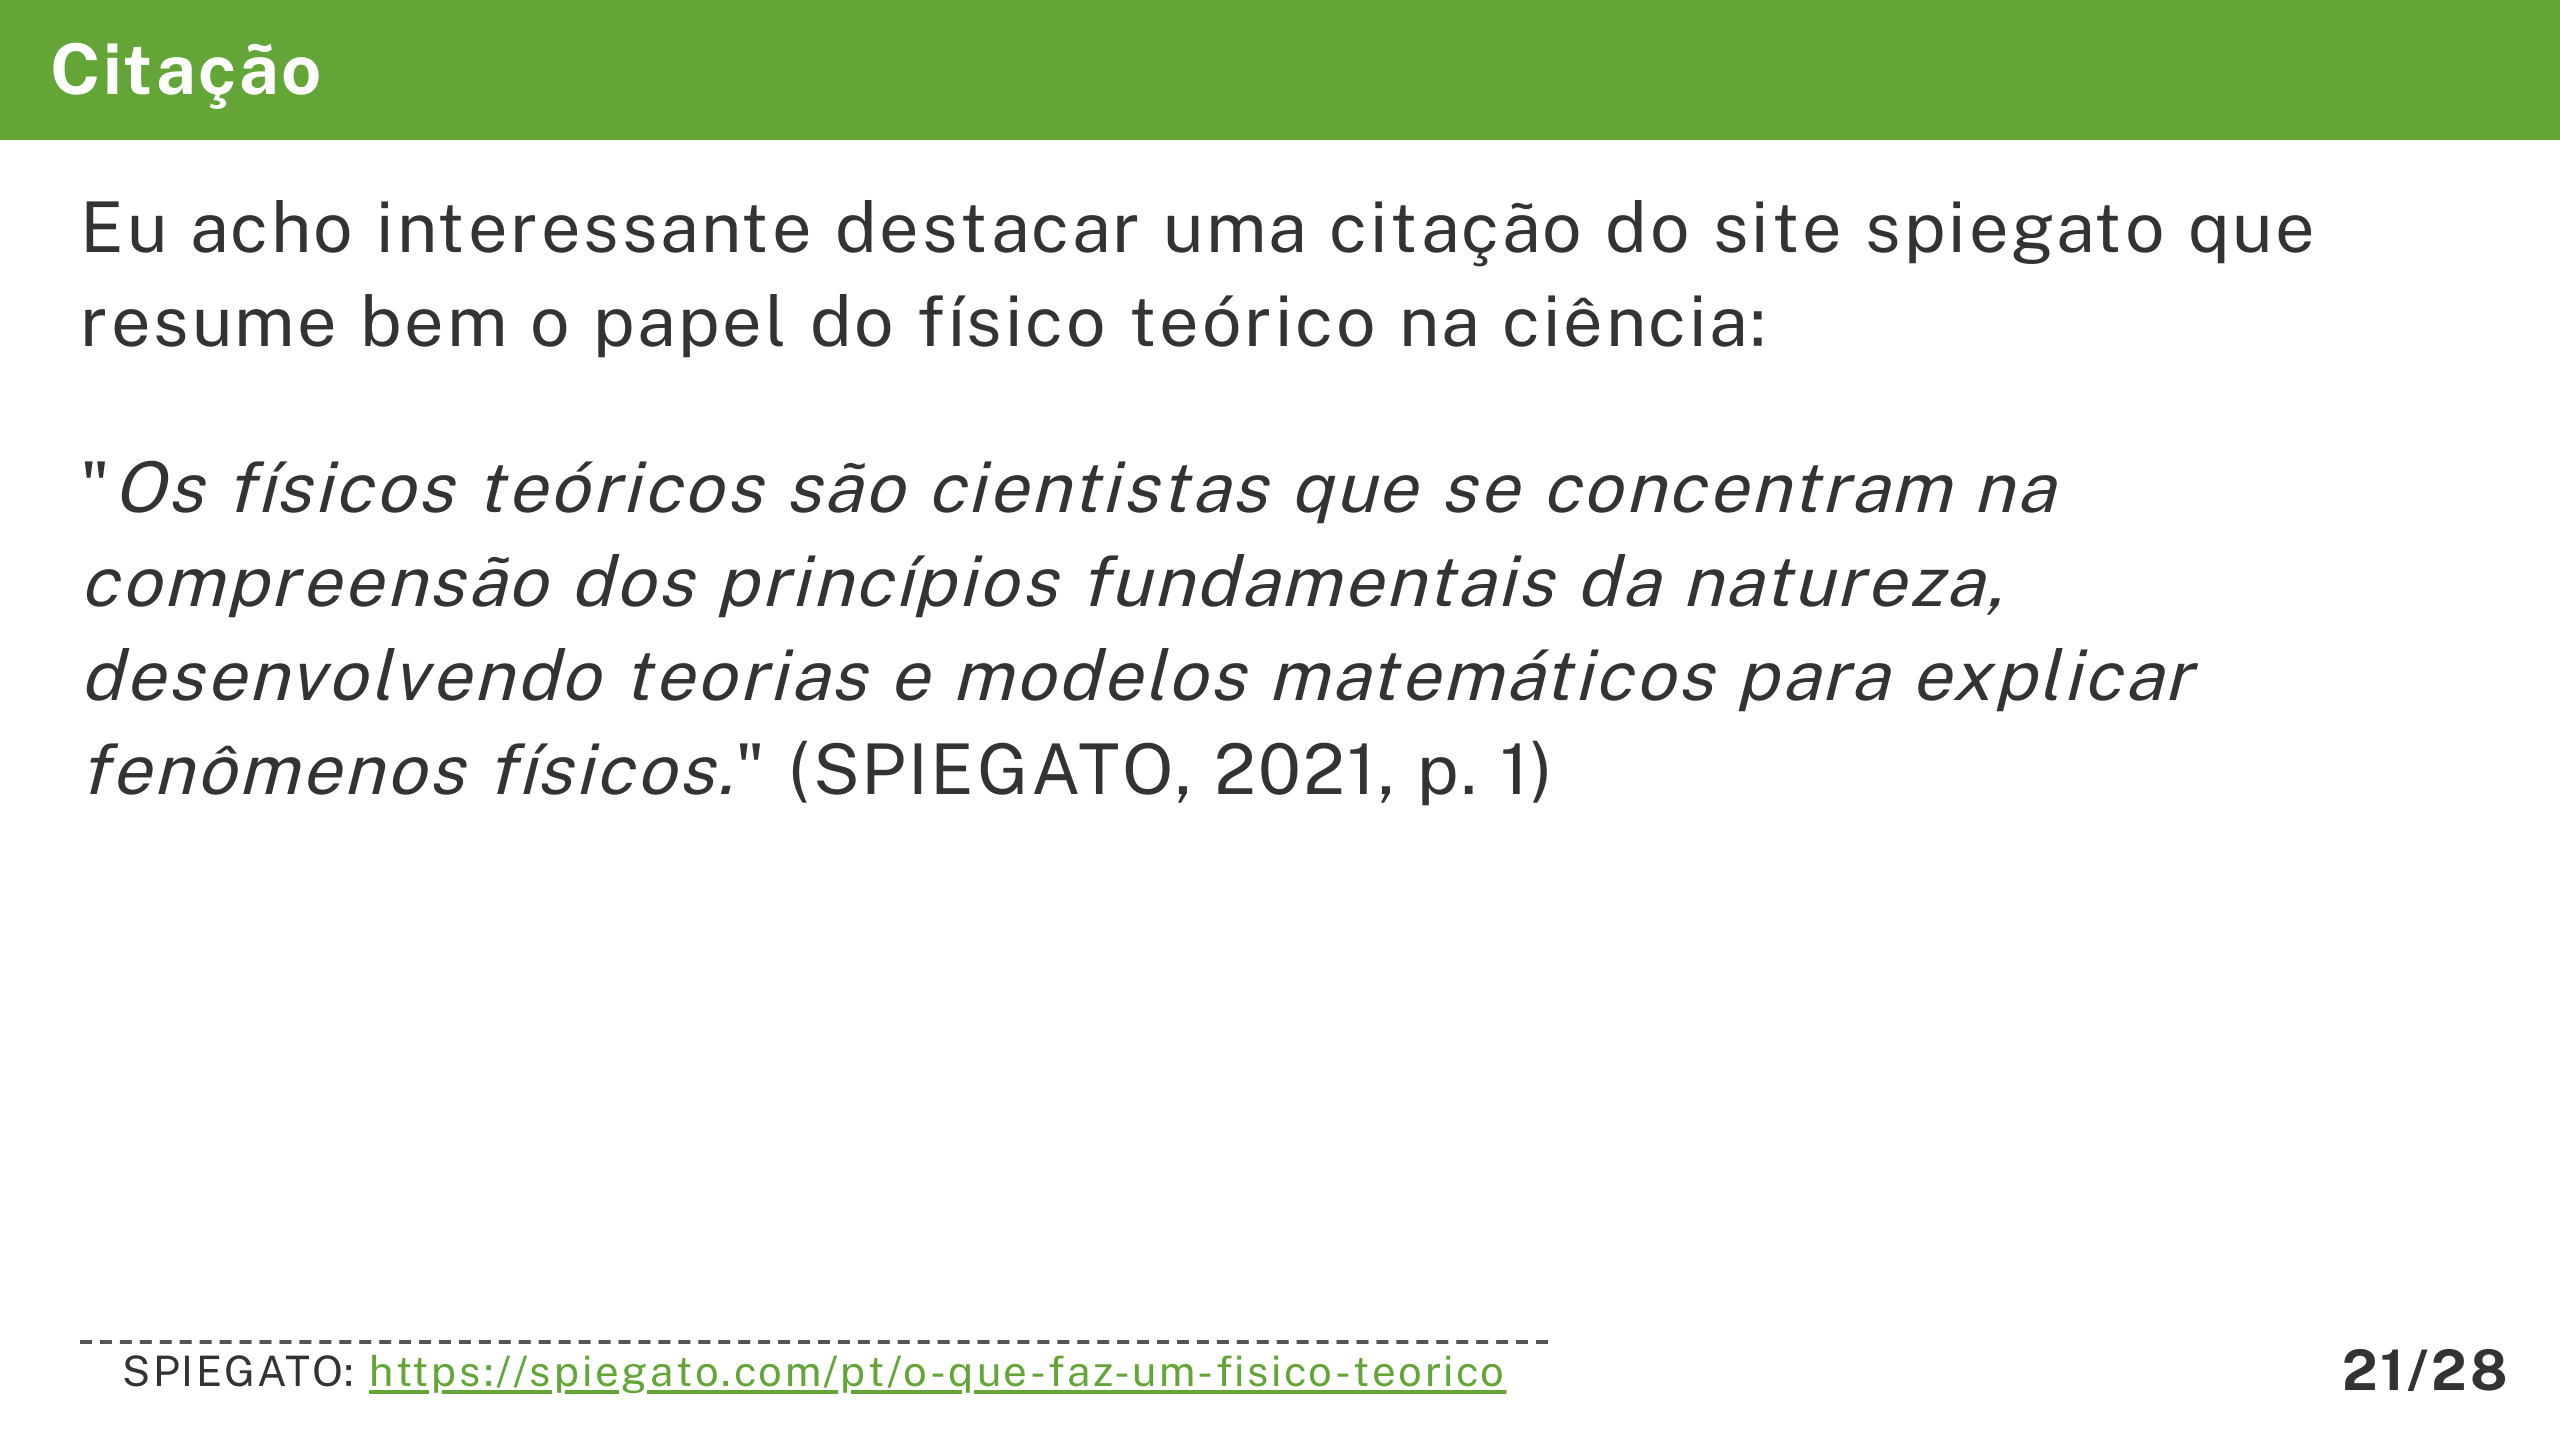 Citação
Eu acho interessante destacar uma citação do site spiegato que
resume bem o papel do físico teórico na ciência:
"Os físicos teóricos são cientistas que se concentram na
compreensão dos princípios fundamentais da natureza,
desenvolvendo teorias e modelos matemáticos para explicar
fenômenos físicos." (SPIEGATO, 2021, p. 1)
SPIEGATO: https://spiegato.com/pt/o-que-faz-um-fisico-teorico
21/28